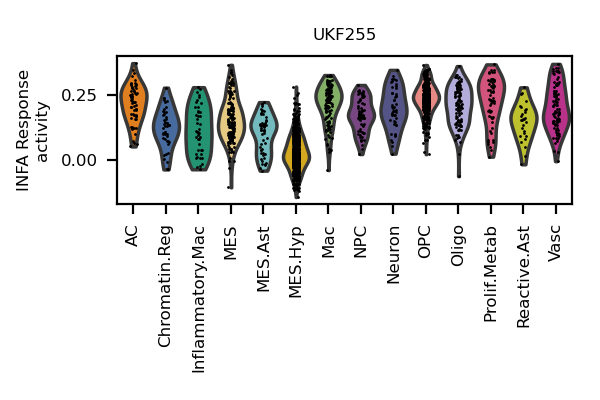 UKF255
INFA Response
activity
0.25
0.00
AC
Chromatin.Reg
Inflammatory.Mac
MES
MES.Ast
MES.Hyp
Mac
NPC
Neuron
OPC
Oligo
Prolif.Metab
Reactive.Ast
Vasc